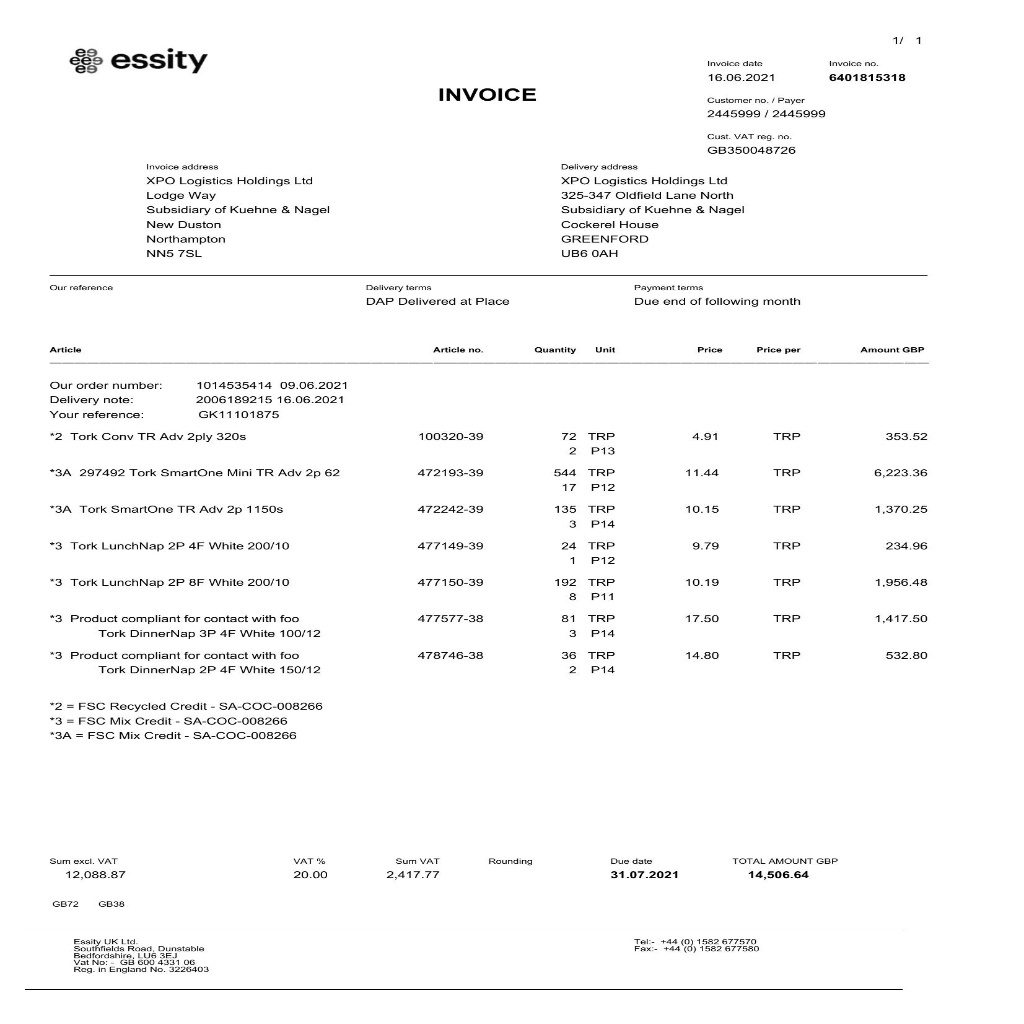 1/ 1
essity
INVOICE
Invoice date Invoice no.
16.06.2021 6401815318
Customer no. / Payer
2445999 / 2445999
Cust. VAT reg. no.
GB350048726
Invoice address
XPO Logistics Holdings Ltd
Lodge Way
Subsidiary of Kuehne & Nagel
New Duston
Northampton
NN5 7SL
Delivery address
XPO Logistics Holdings Ltd
325-347 Oldfield Lane North
Subsidiary of Kuehne & Nagel
Cockerel House
GREENFORD
UB6 0AH
Our reference Delivery terms Payment terms
DAP Delivered at Place Due end of following month
Article Article no. Quantity Unit Price Price per Amount GBP
Our order number: 1014535414 09.06.2021
Delivery note: 2006189215 16.06.2021
Your reference: GK11101875
*2 Tork Conv TR Adv 2ply 320s 100320-39 72 TRP 4.91 TRP 353.52
2 P13
*3A 297492 Tork SmartOne Mini TR Adv 2p 62 472193-39 544 TRP 11.44 TRP 6,223.36
17 P12
*3A Tork SmartOne TR Adv 2p 1150s 472242-39 135 TRP 10.15 TRP 1,370.25
3 P14
*3 Tork LunchNap 2P 4F White 200/10 477149-39 24 TRP 9.79 TRP 234.96
1 P12
*3 Tork LunchNap 2P 8F White 200/10 477150-39 192 TRP 10.19 TRP 1,956.48
8 P11
*3 Product compliant for contact with foo 477577-38 81 TRP 17.50 TRP 1,417.50
Tork DinnerNap 3P 4F White 100/12 3 P14
*3 Product compliant for contact with foo 478746-38 36 TRP 14.80 TRP 532.80
Tork DinnerNap 2P 4F White 150/12 2 P14
*2 = FSC Recycled Credit - SA-COC-008266
*3 = FSC Mix Credit - SA-COC-008266
*3A = FSC Mix Credit - SA-COC-008266
Sum excl. VAT VAT % Sum VAT Rounding Due date TOTAL AMOUNT GBP
12,088.87 20.00 2,417.77 31.07.2021 14,506.64
GB72 GB38
Essity UK Ltd.
Southfields Road, Dunstable
Bedfordshire, LU6 3EJ
Vat No: - GB 600 4331 06
Reg. in England No. 3226403
Tel:- +44 (0) 1582 677570
Fax:- +44 (0) 1582 677580